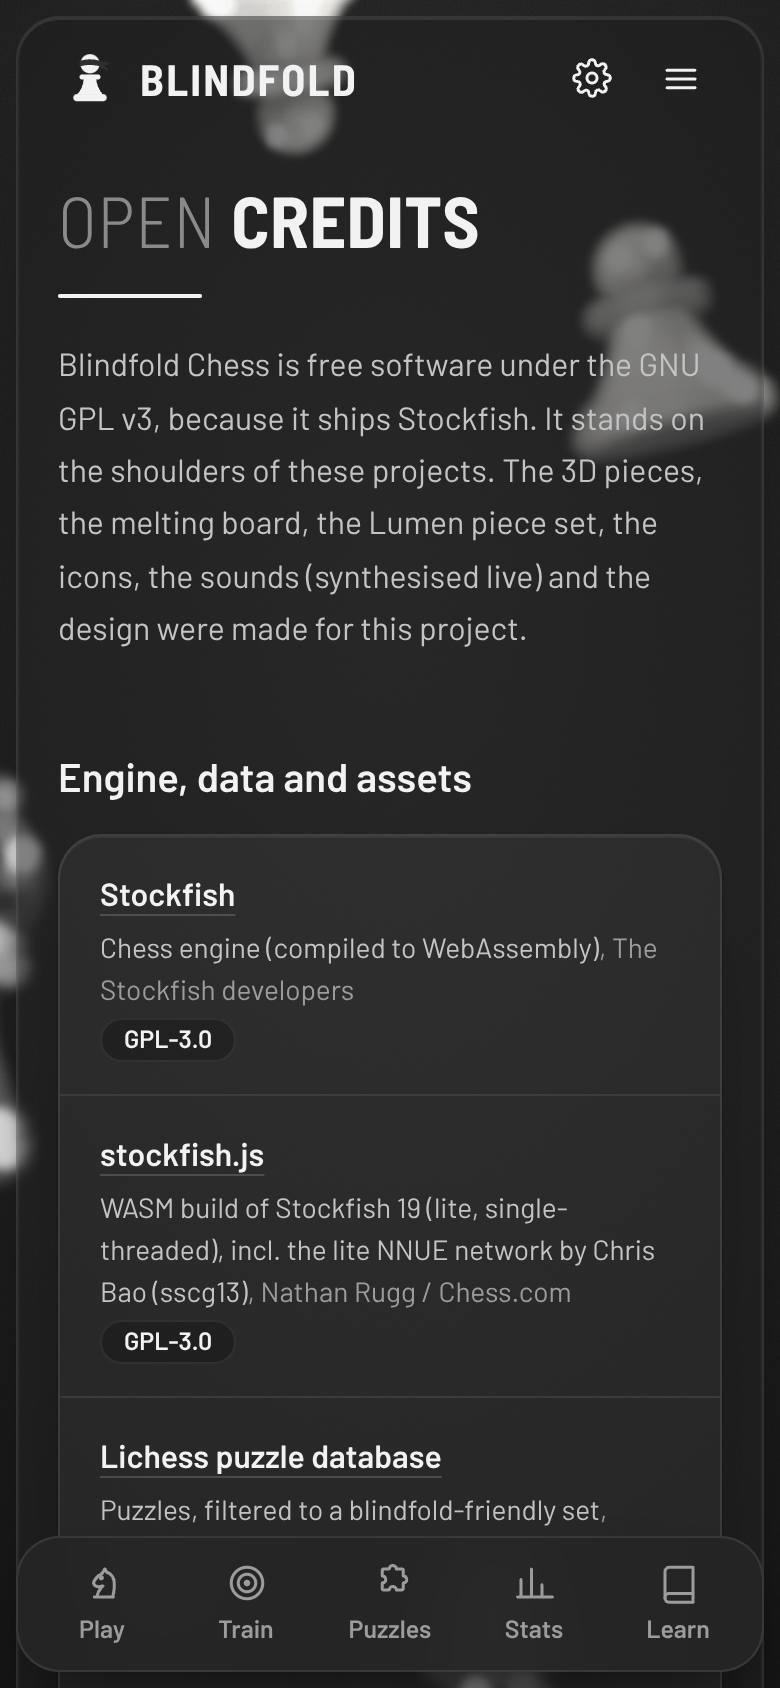 BLINDFOLD
OPEN CREDITS
Blindfold Chess is free software under the GNU
GPL v3, because it ships Stockfish. It stands on
the shoulders of these projects. The 3D pieces,
the melting board, the Lumen piece set, the
icons, the sounds (synthesised live) and the
design were made for this project.
Engine, data and assets
Stockfish
Chess engine (compiled to WebAssembly), The
Stockfish developers
GPL-3.0
stockfish.js
WASM build of Stockfish 19 (lite, single-
threaded), incl. the lite NNUE network by Chris
Bao (sscg13), Nathan Rugg / Chess.com
GPL-3.0
Lichess puzzle database
Puzzles, filtered to a blindfold-friendly set,
Play Train Puzzles Stats Learn